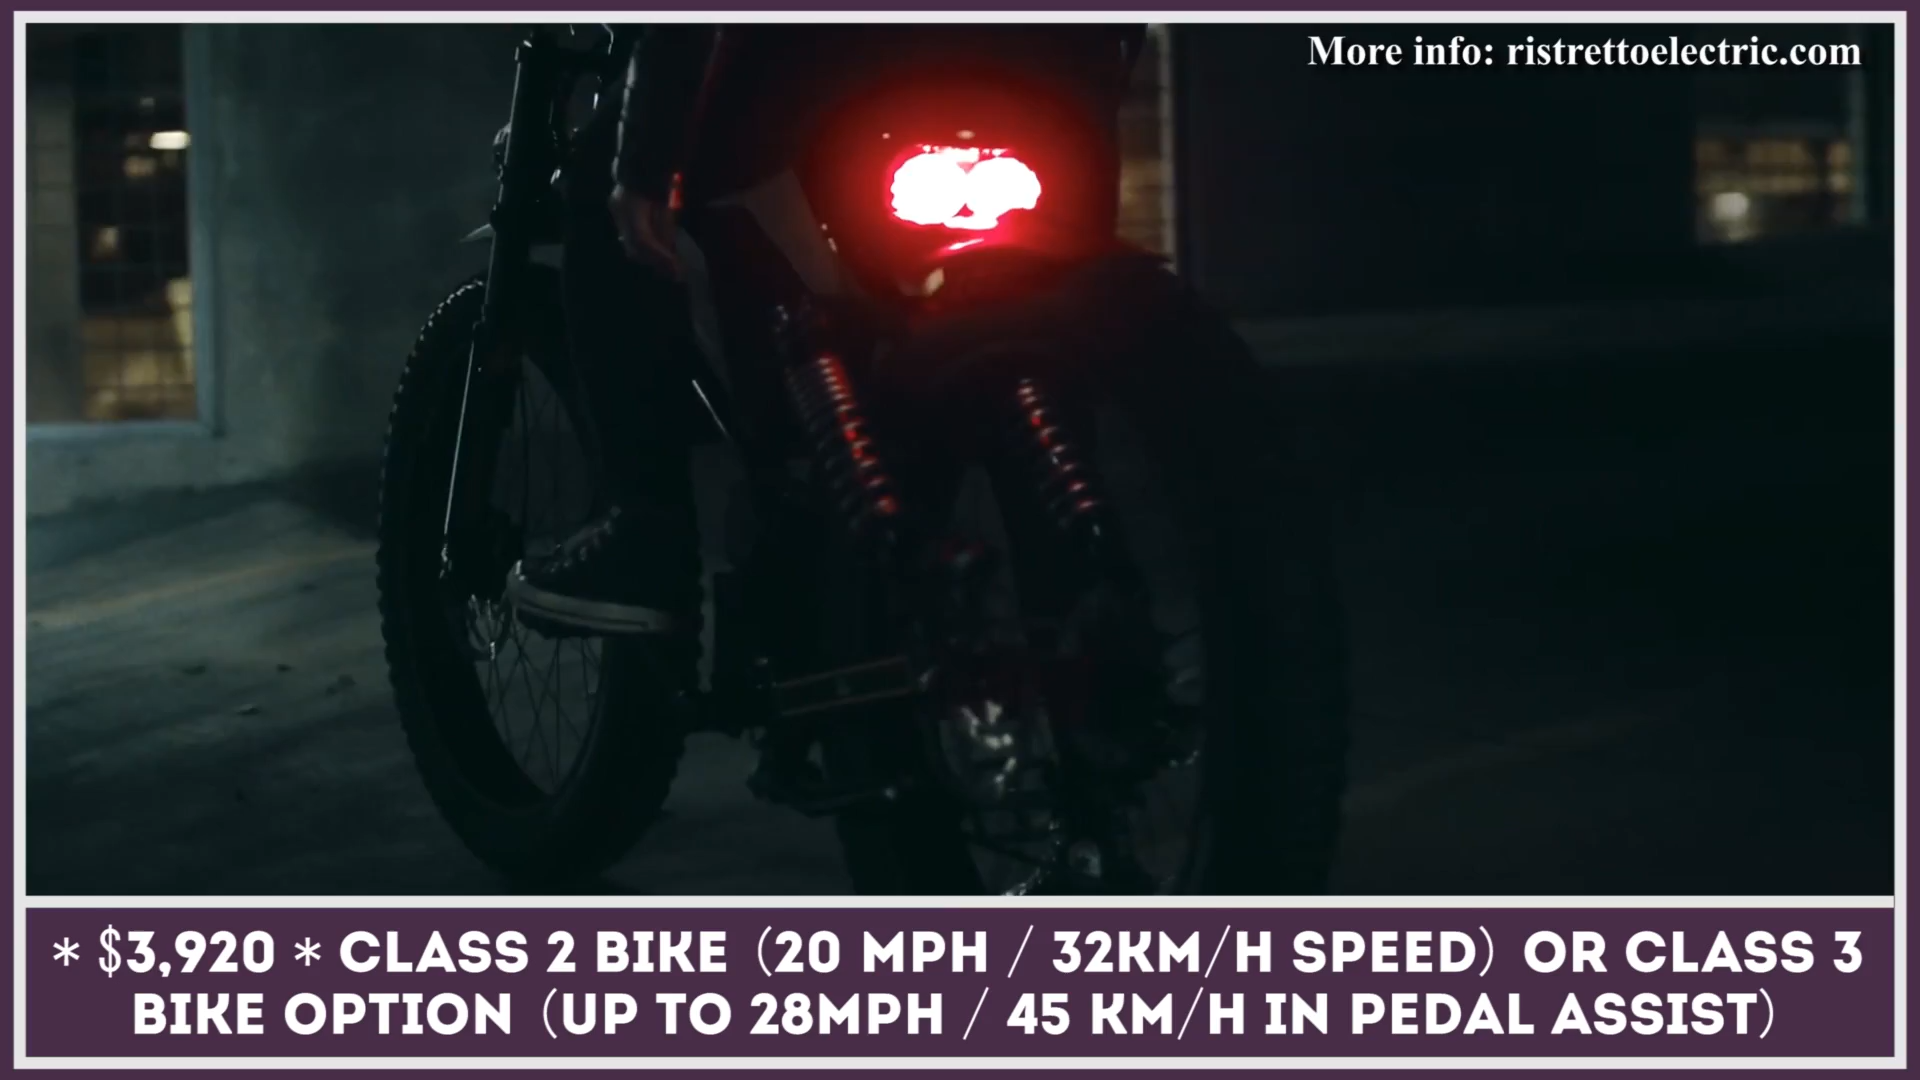 More info: ristrettoelectric.com
* $3,920 * CLASS 2 BIKE (20 MPH / 32KM/H SPEED) OR CLASS 3
BIKE OPTION (UP TO 28MPH / 45 KM/H IN PEDAL ASSIST)